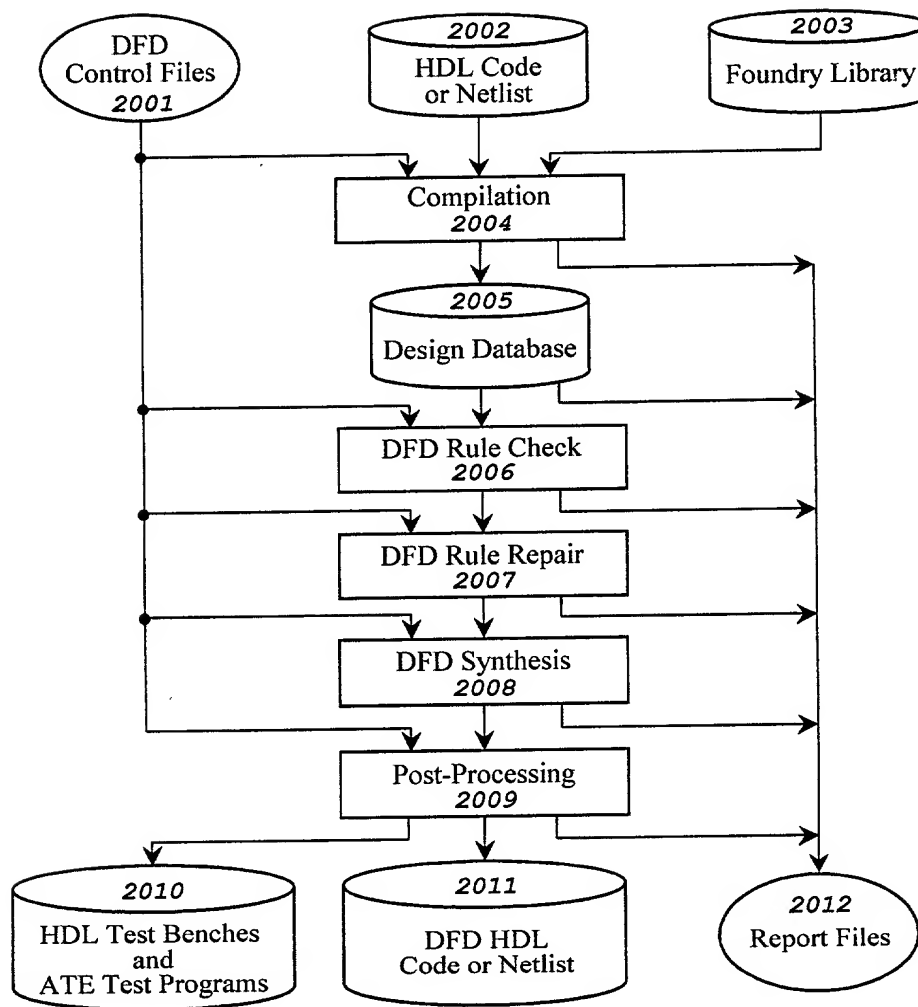 DFD
Control Files
2001
2002
HDL Code
or Netlist
2003
Foundry Library
Compilation
2004
2005
Design Database
DFD Rule Check
2006
DFD Rule Repair
2007
DFD Synthesis
2008
Post-Processing
2009
2010
HDL Test Benches
and
ATE Test Programs
2011
DFD HDL
Code or Netlist
2012
Report Files